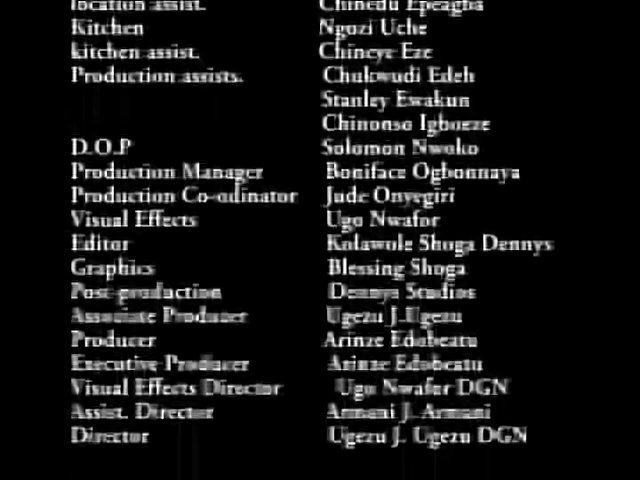 location assist. Chinedu Epeagba
Kitchen Ngozi Uche
kitchen assist. Chineye Eze
Production assists. Chukwudi Edeh
Stanley Ewakun
Chinonso Igboeze
D.O.P Solomon Nwoko
Production Manager Boniface Ogbonnaya
Production Co-odinator Jude Onyegiri
Visual Effects Ugo Nwafor
Editor Kolawole Shoga Dennys
Graphics Blessing Shoga
Post-production Dennys Studios
Associate Producer Ugezu J.Ugezu
Producer Arinze Edobeatu
Executive Producer Arinze Edobeatu
Visual Effects Director Ugo Nwafor DGN
Assist. Director Armani J. Armani
Director Ugezu J. Ugezu DGN